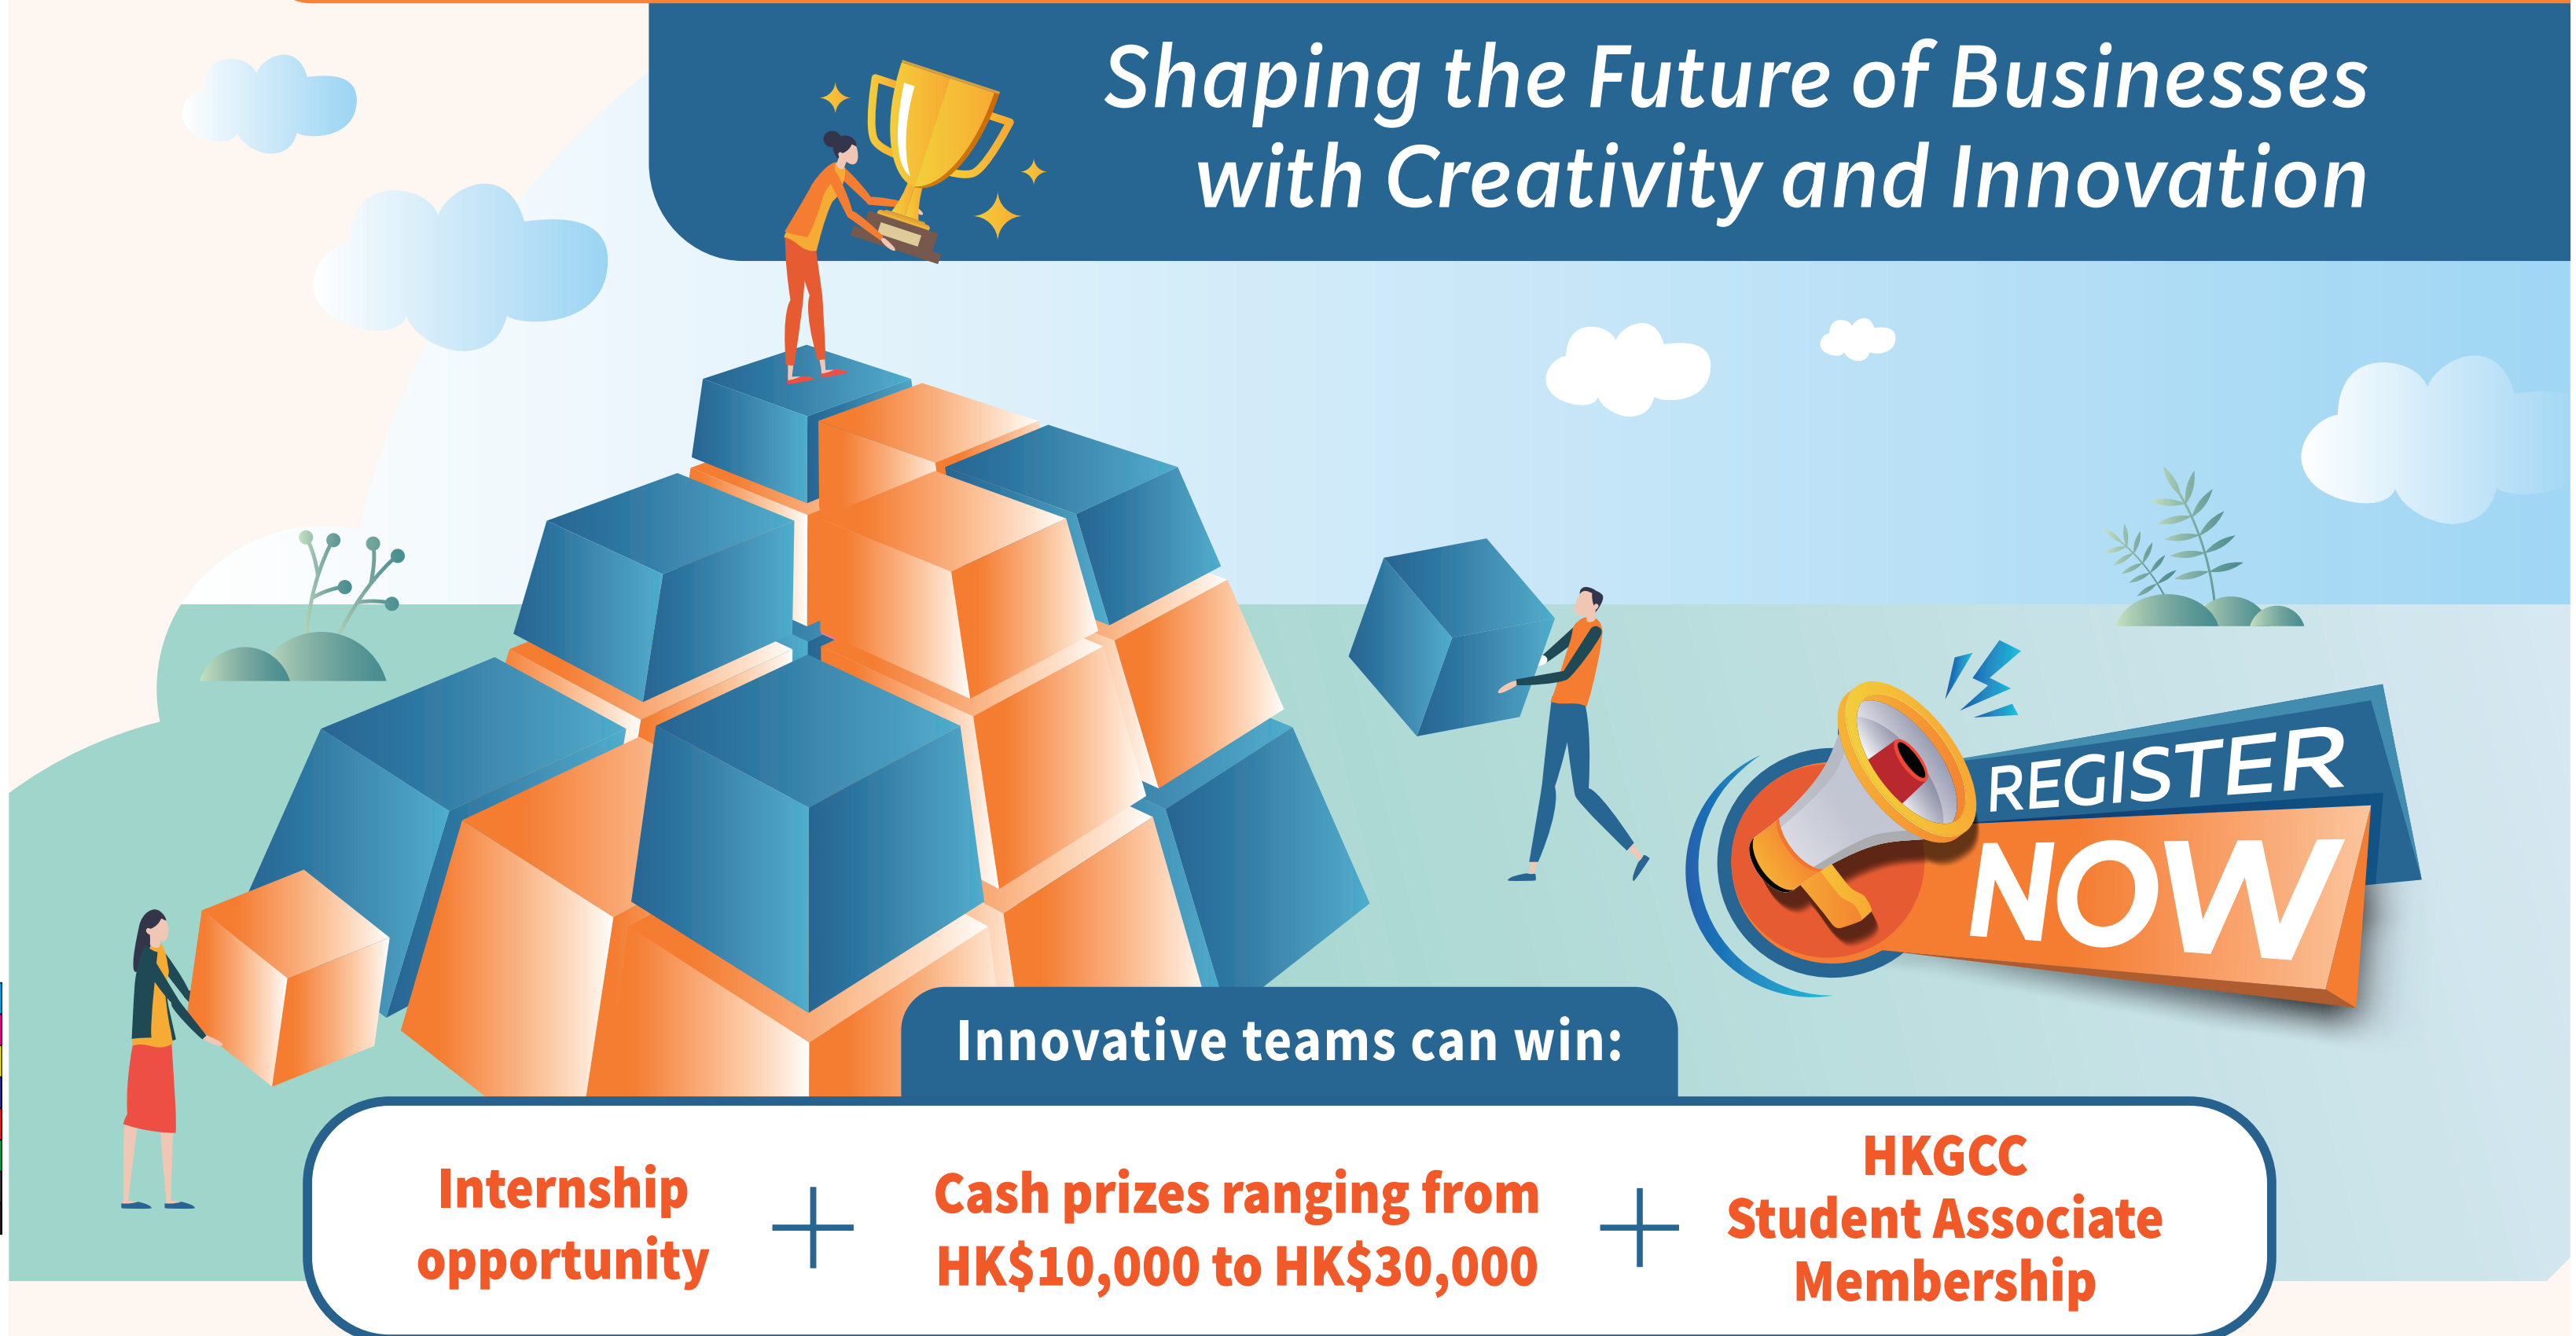 Shaping the Future of Businesses
with Creativity and Innovation
REGISTER
NOW
Innovative teams can win:
Internship
opportunity
Cash prizes ranging from
HK$10,000 to HK$30,000
HKGCC
Student Associate
Membership